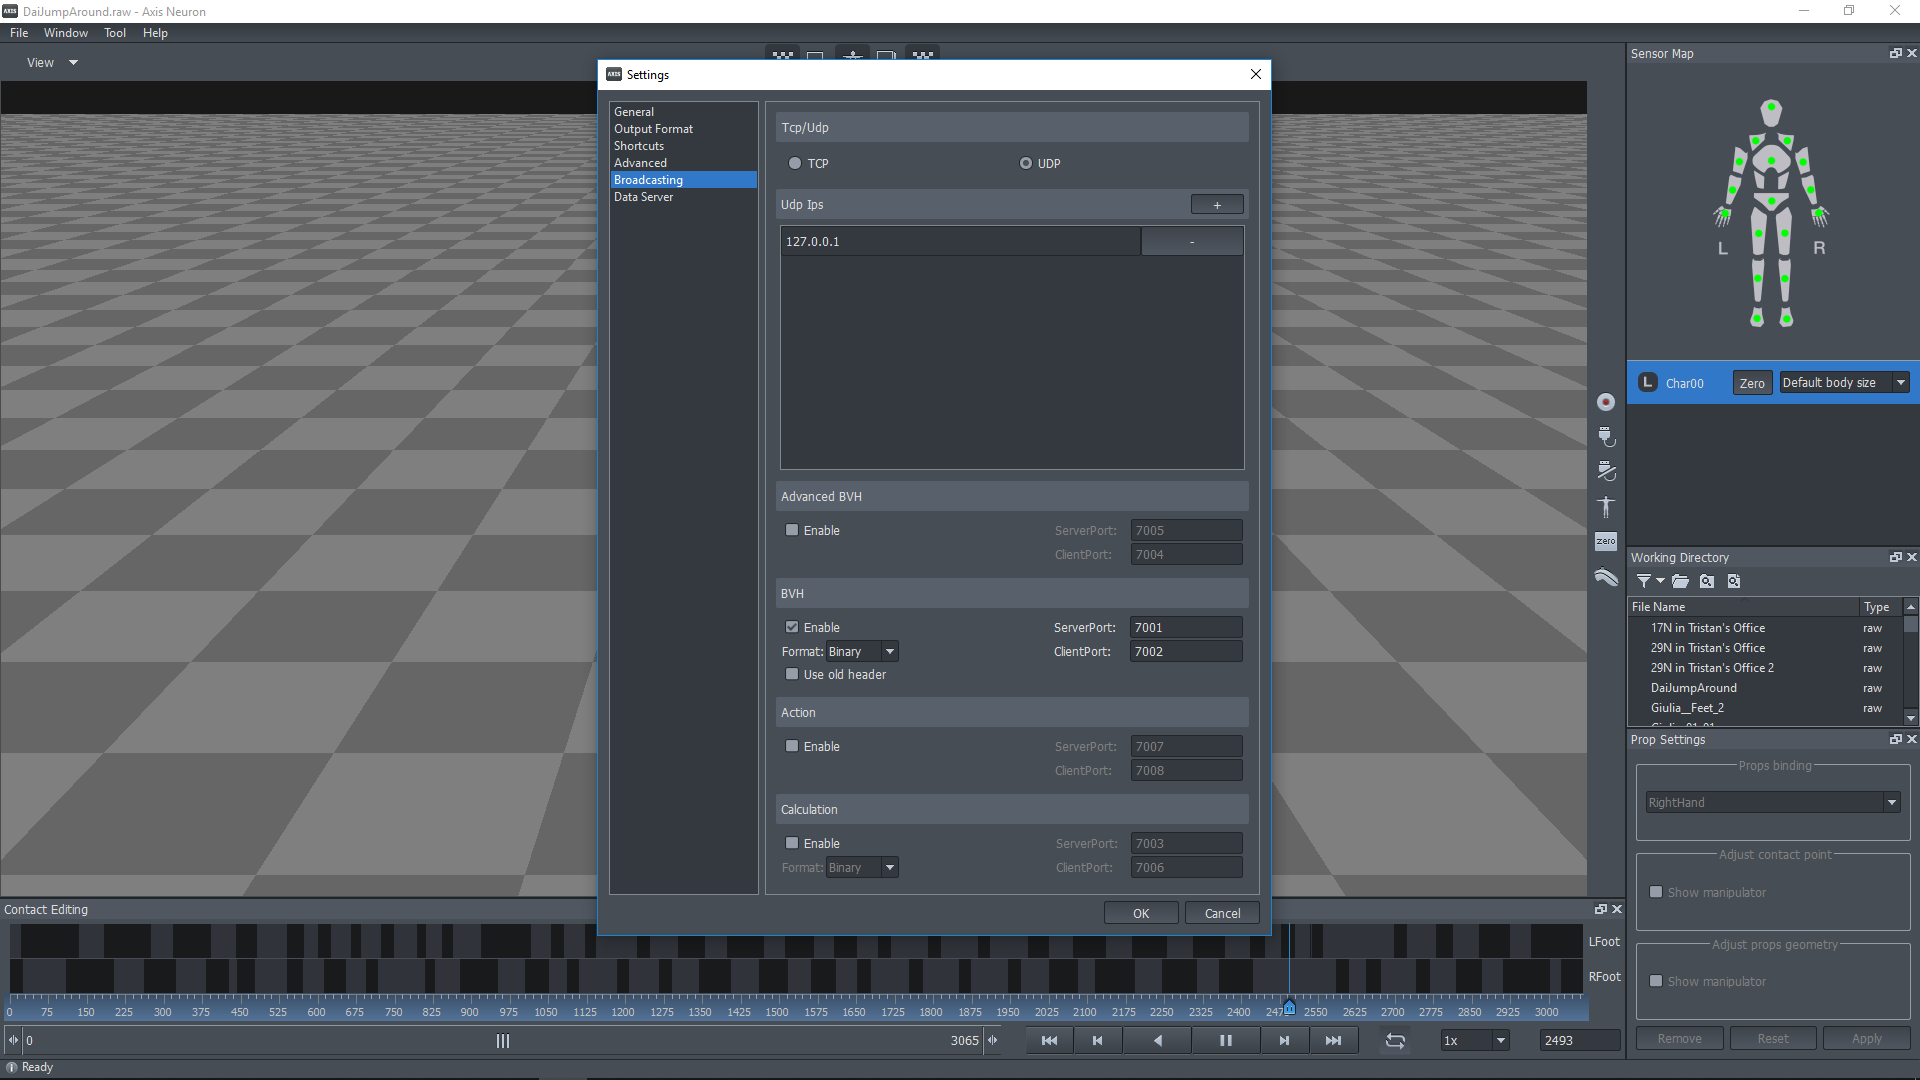 AXIS DaiJumpAround.raw - Axis Neuron
File Window Tool Help
View
AXIS Settings
General
Output Format
Shortcuts
Advanced
Broadcasting
Data Server
Tcp/Udp
TCP UDP
Udp Ips +
127.0.0.1 -
Advanced BVH
Enable ServerPort: 7005
ClientPort: 7004
BVH
Enable ServerPort: 7001
Format: Binary ClientPort: 7002
Use old header
Action
Enable ServerPort: 7007
ClientPort: 7008
Calculation
Enable ServerPort: 7003
Format: Binary ClientPort: 7006
OK Cancel
Sensor Map
L R
L Char00 Zero Default body size
zero
Working Directory
File Name Type
17N in Tristan's Office raw
29N in Tristan's Office raw
29N in Tristan's Office 2 raw
DaiJumpAround raw
Giulia__Feet_2 raw
Prop Settings
Props binding
RightHand
Adjust contact point
Show manipulator
Adjust props geometry
Show manipulator
Remove Reset Apply
Contact Editing
LFoot
RFoot
0 75 150 225 300 375 450 525 600 675 750 825 900 975 1050 1125 1200 1275 1350 1425 1500 1575 1650 1725 1800 1875 1950 2025 2100 2175 2250 2325 2400 2550 2625 2700 2775 2850 2925 3000
0 3065 1x 2493
Ready